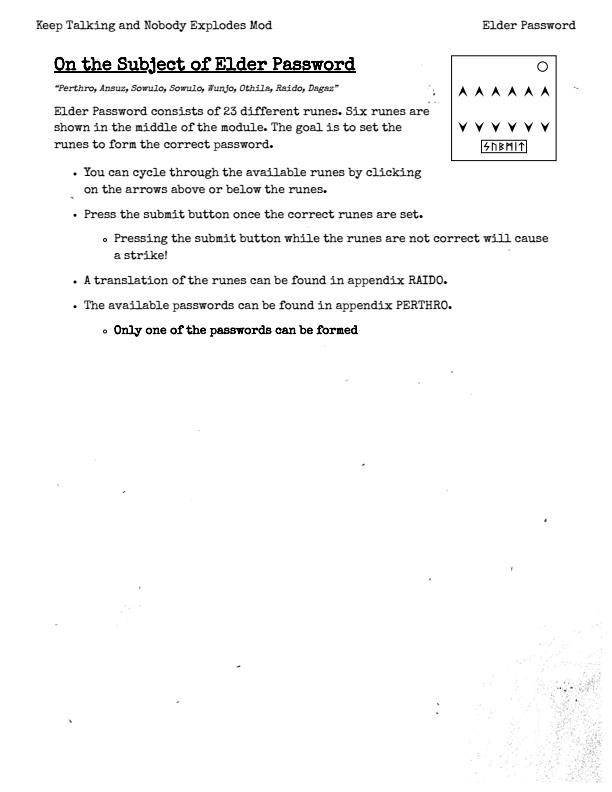 Keep Talking and Nobody Explodes Mod
Elder Password
On the Subject of Elder Password
“Perthro, Ansuz, Sowulo, Sowulo, Wunjo, Othila, Raido, Dagaz”
Elder Password consists of 23 different runes. Six runes are
shown in the middle of the module. The goal is to set the
runes to form the correct password.
• You can cycle through the available runes by clicking
on the arrows above or below the runes.
• Press the submit button once the correct runes are set.
◦ Pressing the submit button while the runes are not correct will cause
a strike!
• A translation of the runes can be found in appendix RAIDO.
• The available passwords can be found in appendix PERTHRO.
◦ Only one of the passwords can be formed
ᛋᚢᛒᛖᛁᛏ